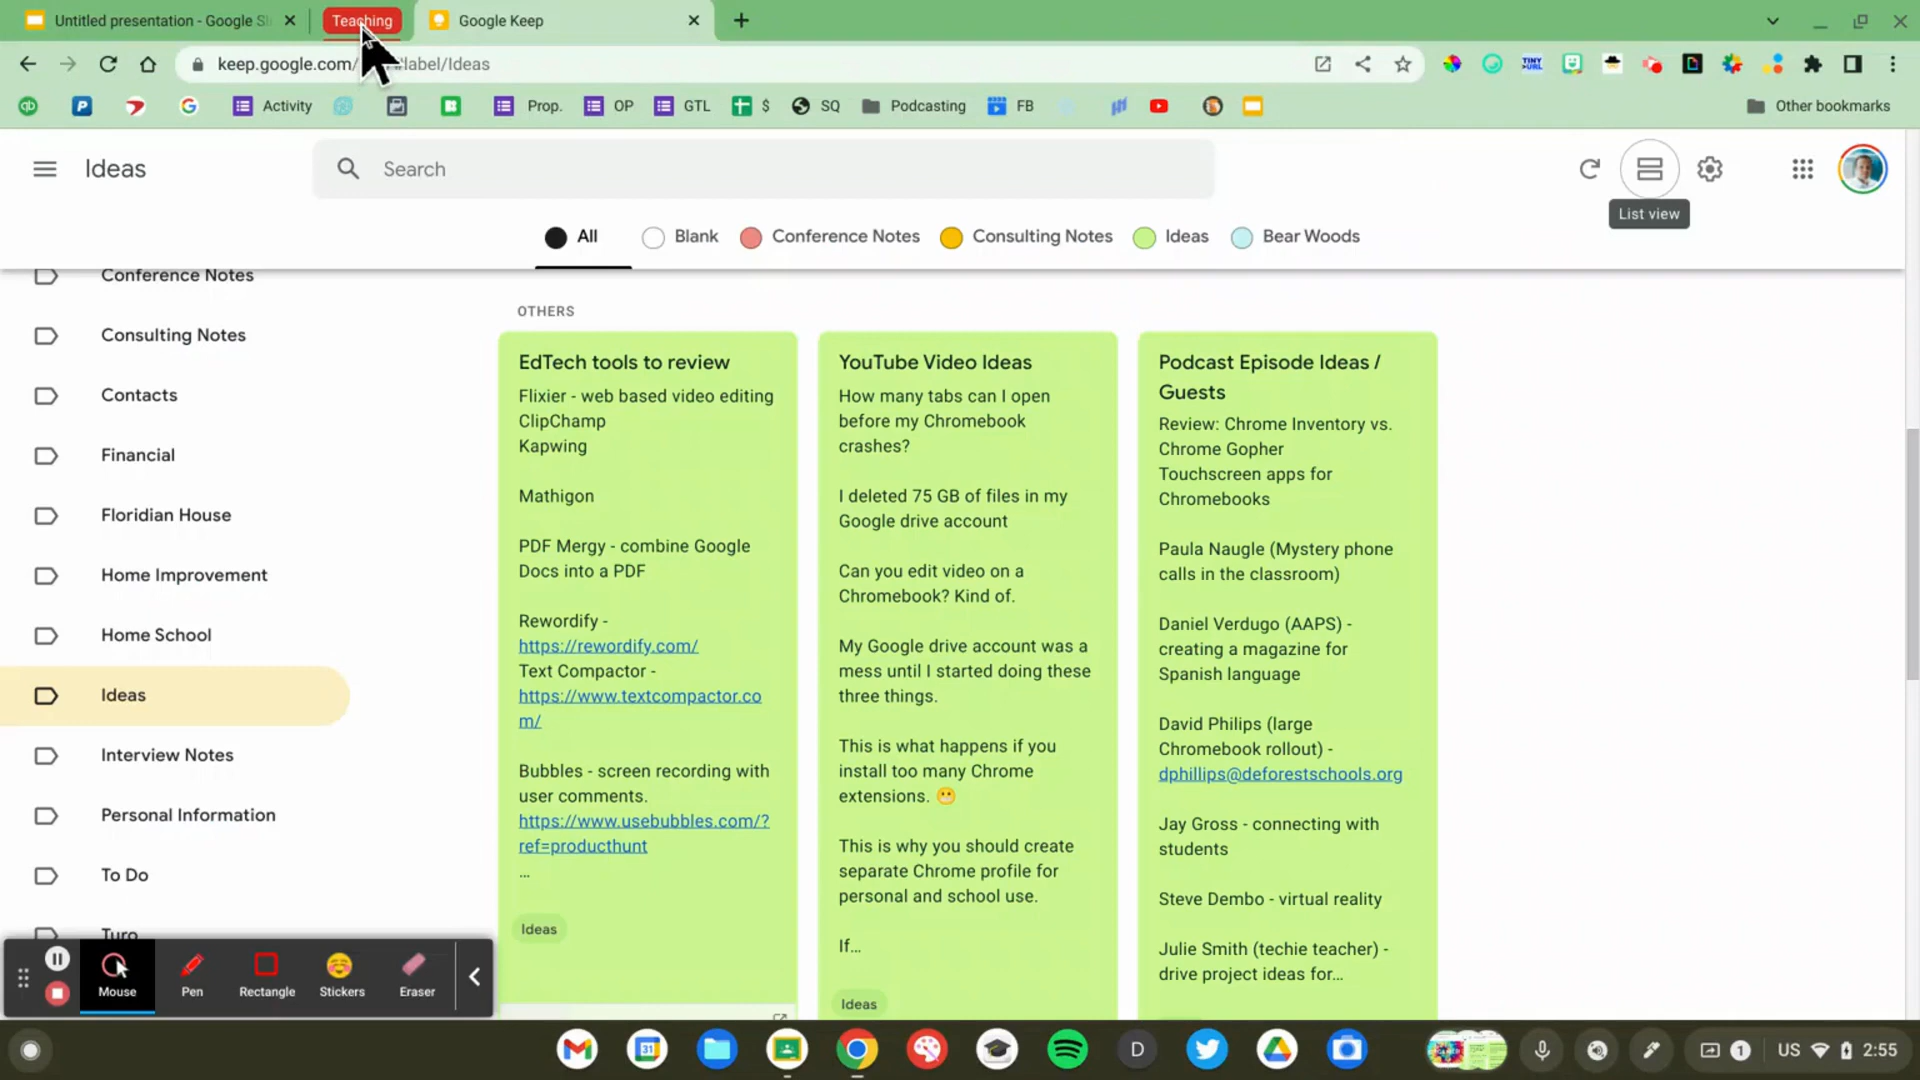 Untitled presentation - Google Sl
Teaching
Google Keep
keep.google.com/
#label/Ideas
Activity
Prop.
OP
GTL
$
SQ
Podcasting
FB
Other bookmarks
Ideas
Search
List view
All
Blank
Conference Notes
Consulting Notes
Ideas
Bear Woods
Conference Notes
Consulting Notes
Contacts
Financial
Floridian House
Home Improvement
Home School
Ideas
Interview Notes
Personal Information
To Do
Turo
OTHERS
EdTech tools to review
Flixier - web based video editing
ClipChamp
Kapwing
Mathigon
PDF Mergy - combine Google
Docs into a PDF
Rewordify -
https://rewordify.com/
Text Compactor -
https://www.textcompactor.co
m/
Bubbles - screen recording with
user comments.
https://www.usebubbles.com/?
ref=producthunt
...
Ideas
YouTube Video Ideas
How many tabs can I open
before my Chromebook
crashes?
I deleted 75 GB of files in my
Google drive account
Can you edit video on a
Chromebook? Kind of.
My Google drive account was a
mess until I started doing these
three things.
This is what happens if you
install too many Chrome
extensions. 😬
This is why you should create
separate Chrome profile for
personal and school use.
If...
Ideas
Podcast Episode Ideas /
Guests
Review: Chrome Inventory vs.
Chrome Gopher
Touchscreen apps for
Chromebooks
Paula Naugle (Mystery phone
calls in the classroom)
Daniel Verdugo (AAPS) -
creating a magazine for
Spanish language
David Philips (large
Chromebook rollout) -
dphillips@deforestschools.org
Jay Gross - connecting with
students
Steve Dembo - virtual reality
Julie Smith (techie teacher) -
drive project ideas for...
Mouse
Pen
Rectangle
Stickers
Eraser
31
D
1
US
2:55